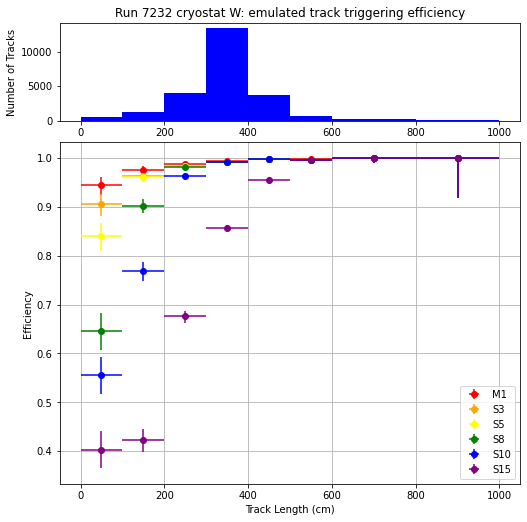 Run 7232 cryostat W: emulated track triggering efficiency
Number of Tracks
10000
5000
0
0
200
400
600
800
1000
Efficiency
1.0
0.9
0.8
0.7
0.6
0.5
0.4
M1
S3
S5
S8
S10
S15
0
200
400
600
800
1000
Track Length (cm)